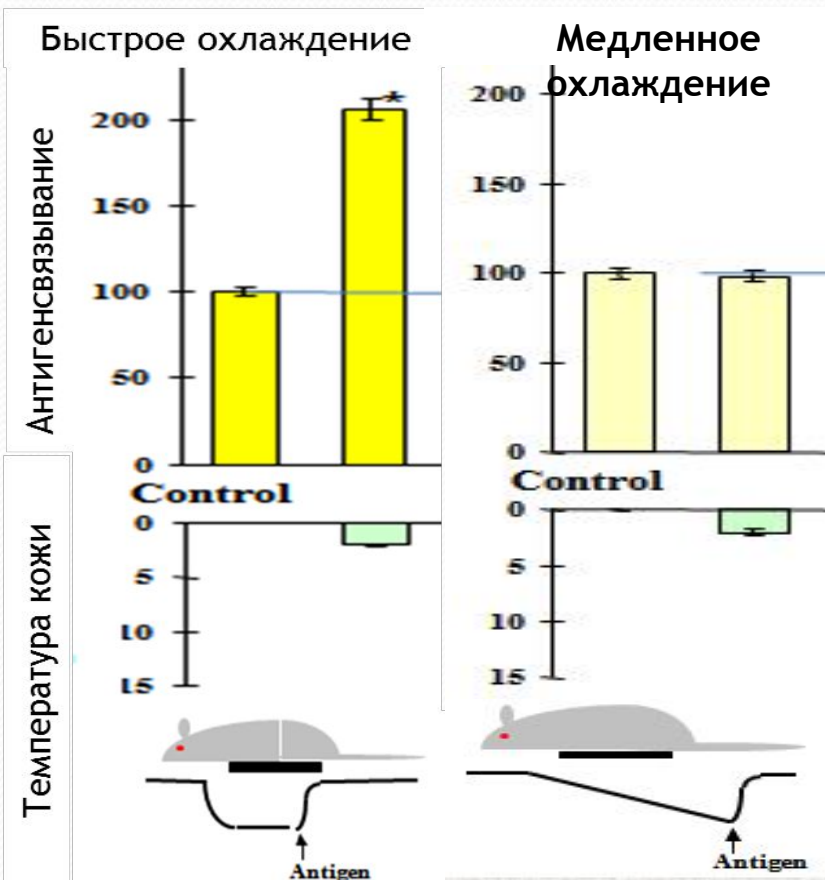 Быстрое охлаждение
Антигенсвязывание
200
*
150
100
50
0
Control
Температура кожи
0
5
10
15
Antigen
Медленное
охлаждение
200
150
100
50
0
Control
0
5
10
15
Antigen